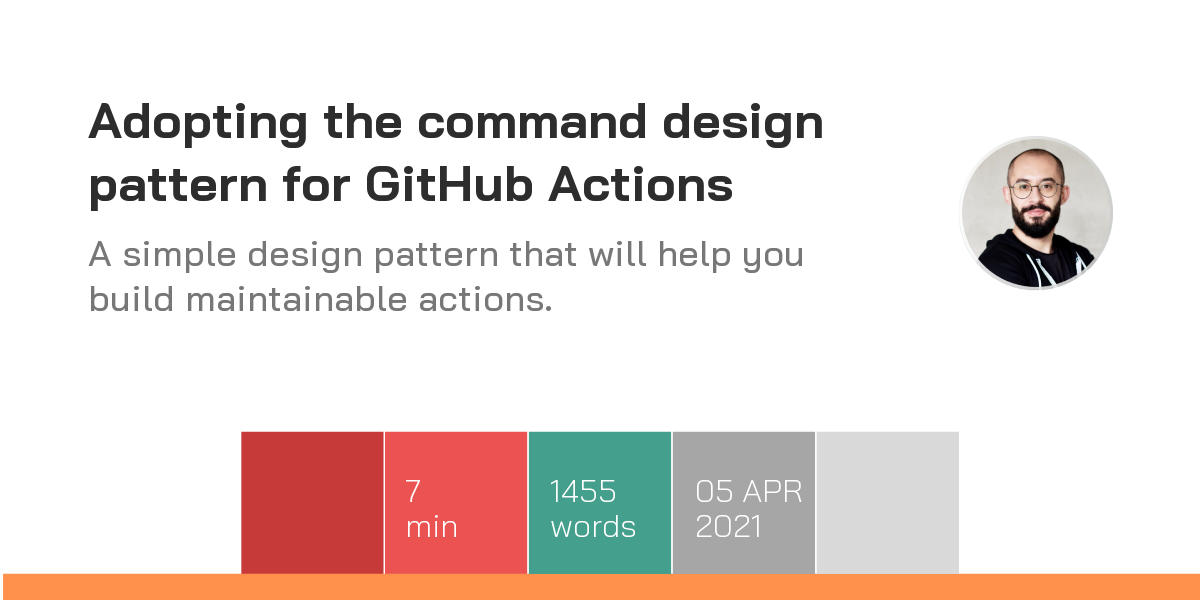 Adopting the command design
pattern for GitHub Actions
A simple design pattern that will help you
build maintainable actions.
7
min
1455
words
05 APR
2021